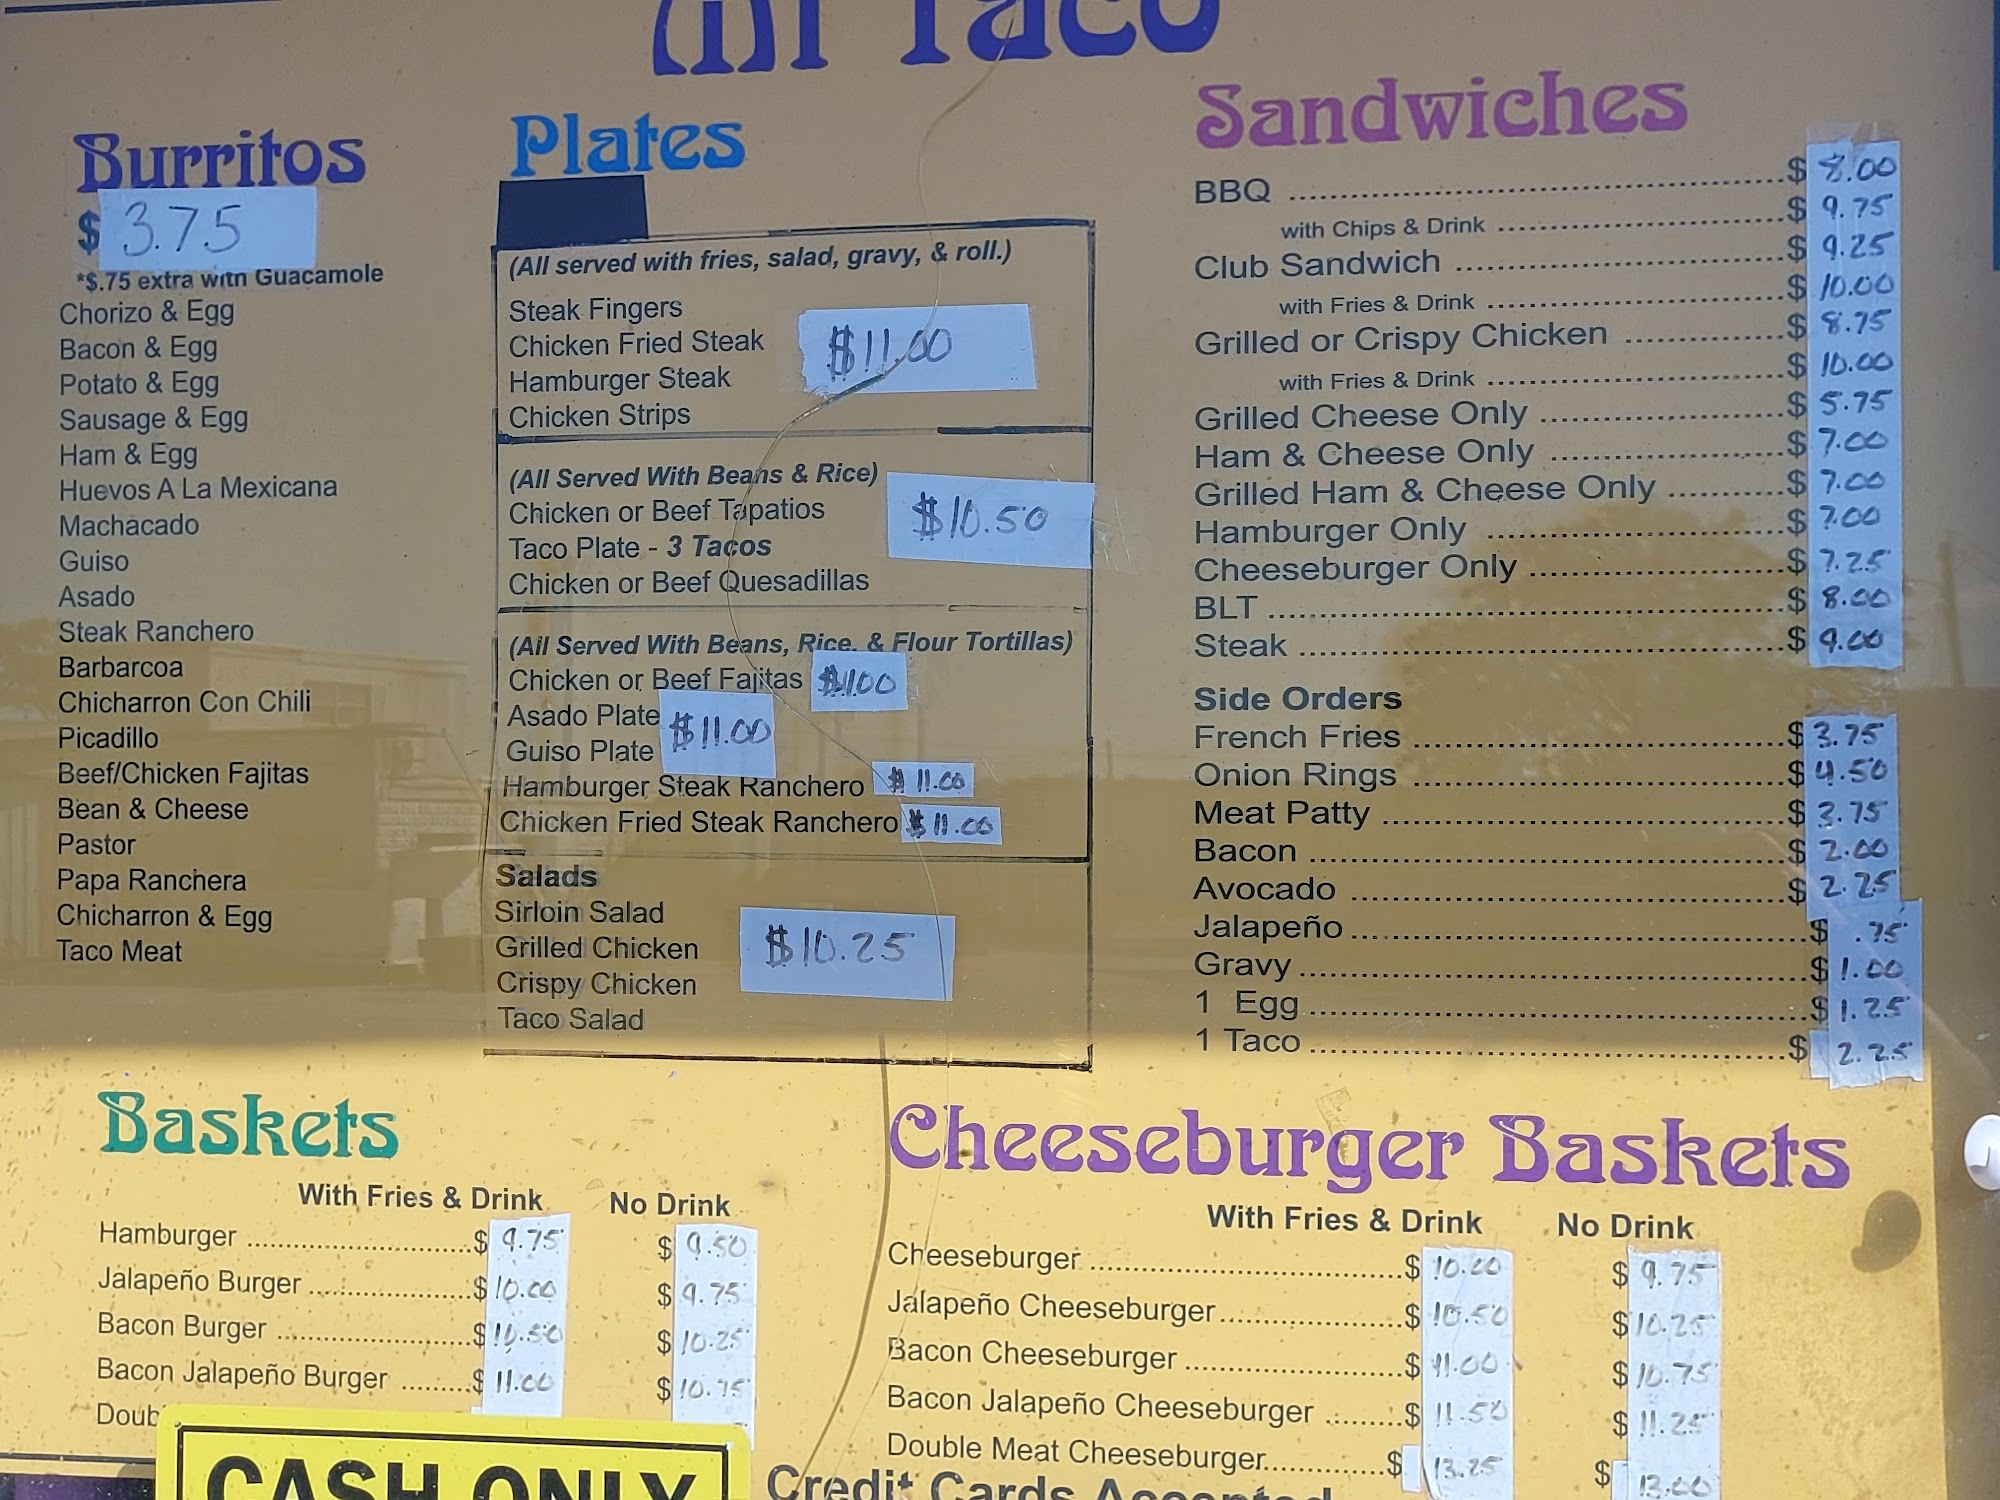 Mi Taco
Burritos
$ 3.75
*$.75 extra with Guacamole
Chorizo & Egg
Bacon & Egg
Potato & Egg
Sausage & Egg
Ham & Egg
Huevos A La Mexicana
Machacado
Guiso
Asado
Steak Ranchero
Barbarcoa
Chicharron Con Chili
Picadillo
Beef/Chicken Fajitas
Bean & Cheese
Pastor
Papa Ranchera
Chicharron & Egg
Taco Meat
Plates
(All served with fries, salad, gravy, & roll.)
Steak Fingers
Chicken Fried Steak
$11.00
Hamburger Steak
Chicken Strips
(All Served With Beans & Rice)
Chicken or Beef Tapatios
$10.50
Taco Plate - 3 Tacos
Chicken or Beef Quesadillas
(All Served With Beans, Rice, & Flour Tortillas)
Chicken or Beef Fajitas $11.00
Asado Plate
$11.00
Guiso Plate
Hamburger Steak Ranchero $11.00
Chicken Fried Steak Ranchero $11.00
Salads
Sirloin Salad
Grilled Chicken
$10.25
Crispy Chicken
Taco Salad
Sandwiches
BBQ ........ $ 8.00
with Chips & Drink ........ $ 9.75
Club Sandwich ........ $ 9.25
with Fries & Drink ........ $ 10.00
Grilled or Crispy Chicken ........ $ 8.75
with Fries & Drink ........ $ 10.00
Grilled Cheese Only ........ $ 5.75
Ham & Cheese Only ........ $ 7.00
Grilled Ham & Cheese Only ........ $ 7.00
Hamburger Only ........ $ 7.00
Cheeseburger Only ........ $ 7.25
BLT ........ $ 8.00
Steak ........ $ 9.00
Side Orders
French Fries ........ $ 3.75
Onion Rings ........ $ 4.50
Meat Patty ........ $ 3.75
Bacon ........ $ 2.00
Avocado ........ $ 2.25
Jalapeño ........ $ .75
Gravy ........ $ 1.00
1 Egg ........ $ 1.25
1 Taco ........ $ 2.25
Baskets
With Fries & Drink No Drink
Hamburger ........ $ 9.75 $ 9.50
Jalapeño Burger ........ $ 10.00 $ 9.75
Bacon Burger ........ $ 10.50 $ 10.25
Bacon Jalapeño Burger ........ $ 11.00 $ 10.75
Doub
CASH ONLY
Cheeseburger Baskets
With Fries & Drink No Drink
Cheeseburger ........ $ 10.20 $ 9.75
Jalapeño Cheeseburger ........ $ 10.50 $ 10.25
Bacon Cheeseburger ........ $ 11.00 $ 10.75
Bacon Jalapeño Cheeseburger ........ $ 11.50 $ 11.25
Double Meat Cheeseburger ........ $ 13.25 $ 13.00
Credit Cards Accepted